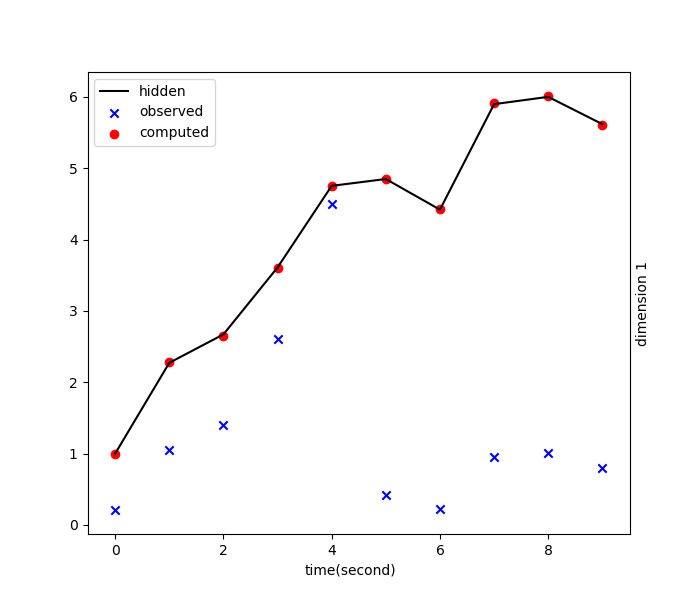 hidden
observed
computed
6
5
4
3
2
1
0
0 2 4 6 8
time(second)
dimension 1